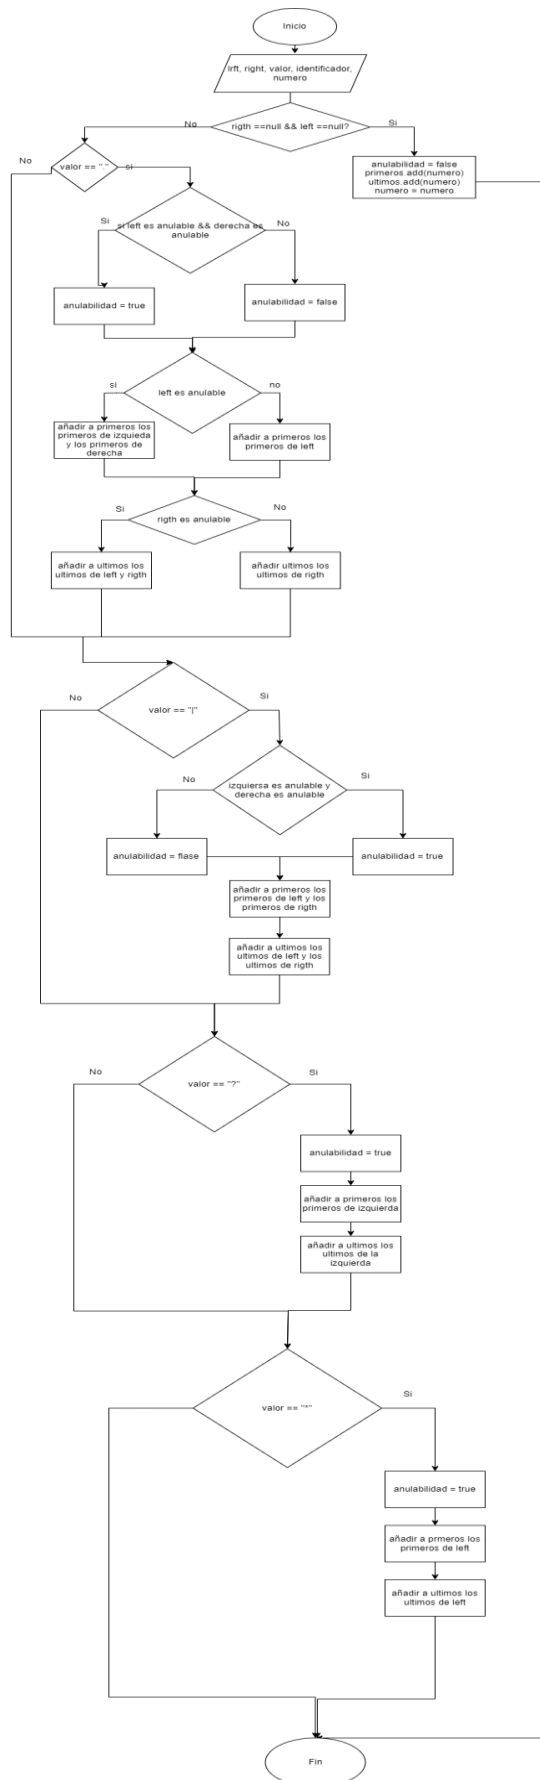 Inicio
lrft, right, valor, identificador,
numero
rigth ==null && left ==null?
No
Si
anulabilidad = false
primeros.add(numero)
ultimos.add(numero)
numero = numero
No
valor == "."
si
si left es anulable && derecha es
anulable
Si
No
anulabilidad = true
anulabilidad = false
left es anulable
si
no
añadir a primeros los
primeros de izquieda
y los primeros de
derecha
añadir a primeros los
primeros de left
rigth es anulable
Si
No
añadir a ultimos los
ultimos de left y rigth
añadir ultimos los
ultimos de rigth
No
valor == "|"
Si
izquiersa es anulable y
derecha es anulable
No
Si
anulabilidad = flase
anulabilidad = true
añadir a primeros los
primeros de left y los
primeros de rigth
añadir a ultimos los
ultimos de left y los
ultimos de rigth
No
valor == "?"
Si
anulabilidad = true
añadir a primeros los
primeros de izquierda
añadir a ultimos los
ultimos de la
izquierda
valor == "*"
Si
anulabilidad = true
añadir a prmeros los
primeros de left
añadir a ultimos los
ultimos de left
Fin